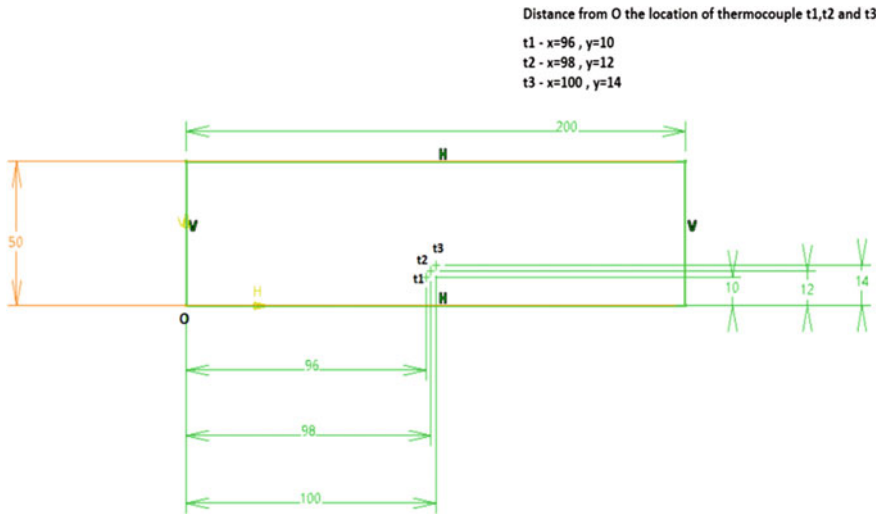 Distance from O the location of thermocouple t1,t2 and t3
t1 - x=96 , y=10
t2 - x=98 , y=12
t3 - x=100 , y=14
200
H
V
V
50
t3
t2
t1
10
12
14
H
H
O
96
98
100